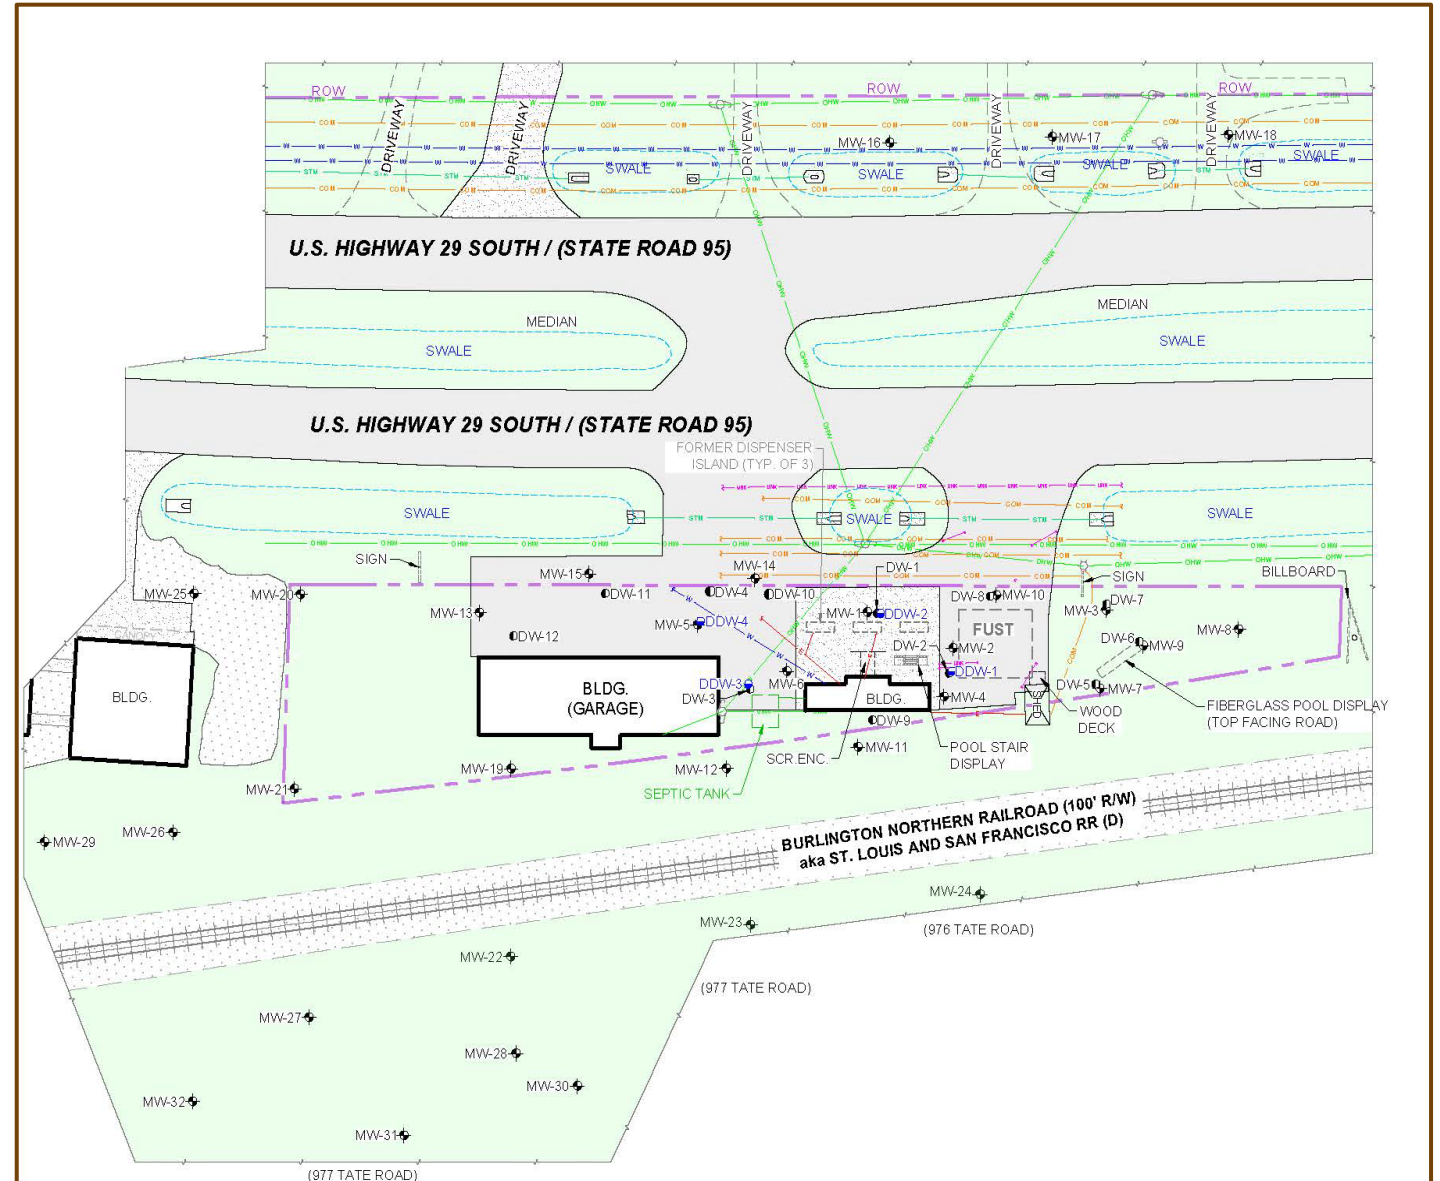 ROW
ROW
ROW
DRIVEWAY
DRIVEWAY
DRIVEWAY
DRIVEWAY
DRIVEWAY
MW-16
MW-17
MW-18
SWALE
SWALE
SWALE
SWALE
U.S. HIGHWAY 29 SOUTH / (STATE ROAD 95)
MEDIAN
MEDIAN
SWALE
SWALE
U.S. HIGHWAY 29 SOUTH / (STATE ROAD 95)
FORMER DISPENSER
ISLAND (TYP. OF 3)
SWALE
SWALE
SWALE
SIGN
MW-15
MW-14
DW-1
SIGN
BILLBOARD
MW-25
MW-20
DW-11
DW-4
DW-10
DW-8
MW-10
DW-7
MW-3
MW-13
MW-5
DDW-4
MW-1
DDW-2
DW-12
FUST
MW-8
DW-6
MW-9
DW-2
MW-2
DDW-1
MW-6
DDW-3
DW-3
BLDG.
BLDG.
(GARAGE)
BLDG.
MW-4
SHED
DW-5
MW-7
WOOD
DECK
FIBERGLASS POOL DISPLAY
(TOP FACING ROAD)
DW-9
MW-11
SCR.ENC.
POOL STAIR
DISPLAY
MW-19
MW-12
SEPTIC TANK
MW-21
MW-26
MW-29
BURLINGTON NORTHERN RAILROAD (100' R/W)
aka ST. LOUIS AND SAN FRANCISCO RR (D)
MW-24
MW-23
(976 TATE ROAD)
MW-22
(977 TATE ROAD)
MW-27
MW-28
MW-30
MW-32
MW-31
(977 TATE ROAD)